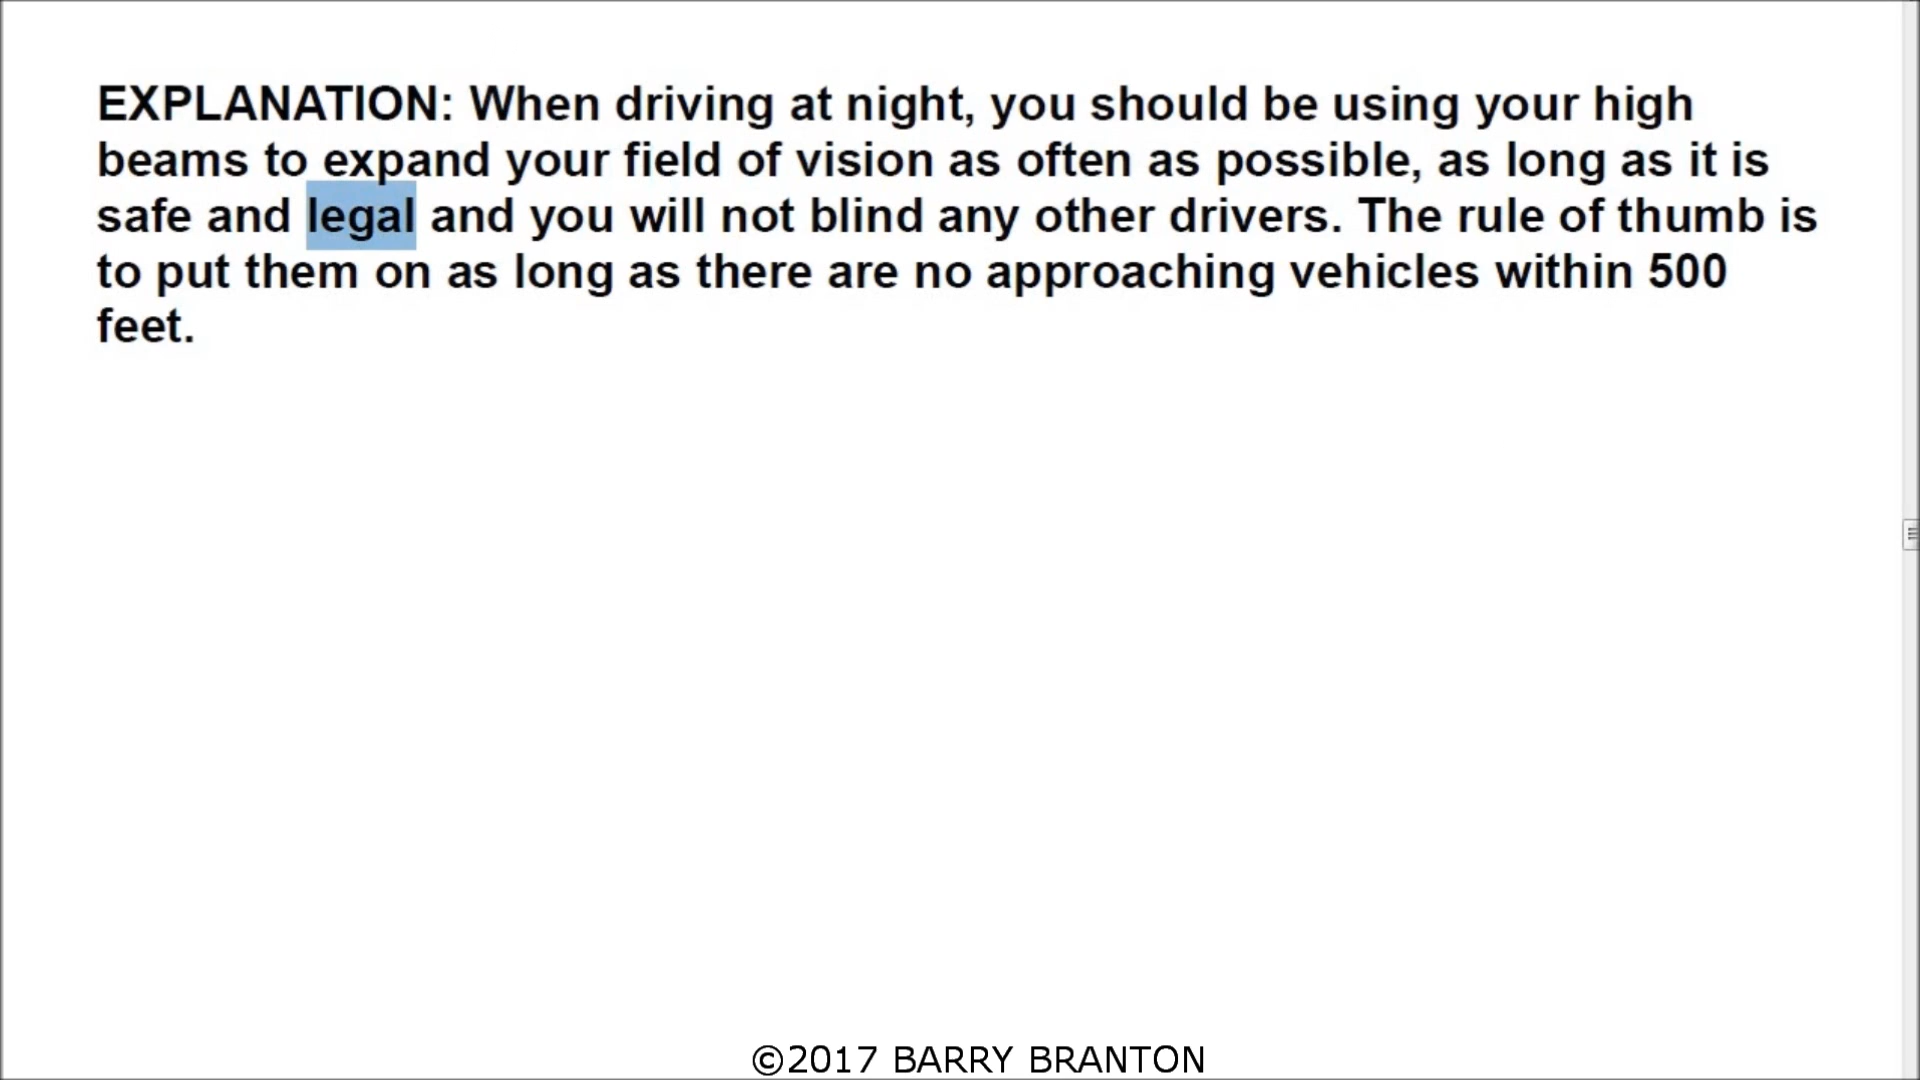 EXPLANATION: When driving at night, you should be using your high
beams to expand your field of vision as often as possible, as long as it is
safe and legal and you will not blind any other drivers. The rule of thumb is
to put them on as long as there are no approaching vehicles within 500
feet.
©2017 BARRY BRANTON